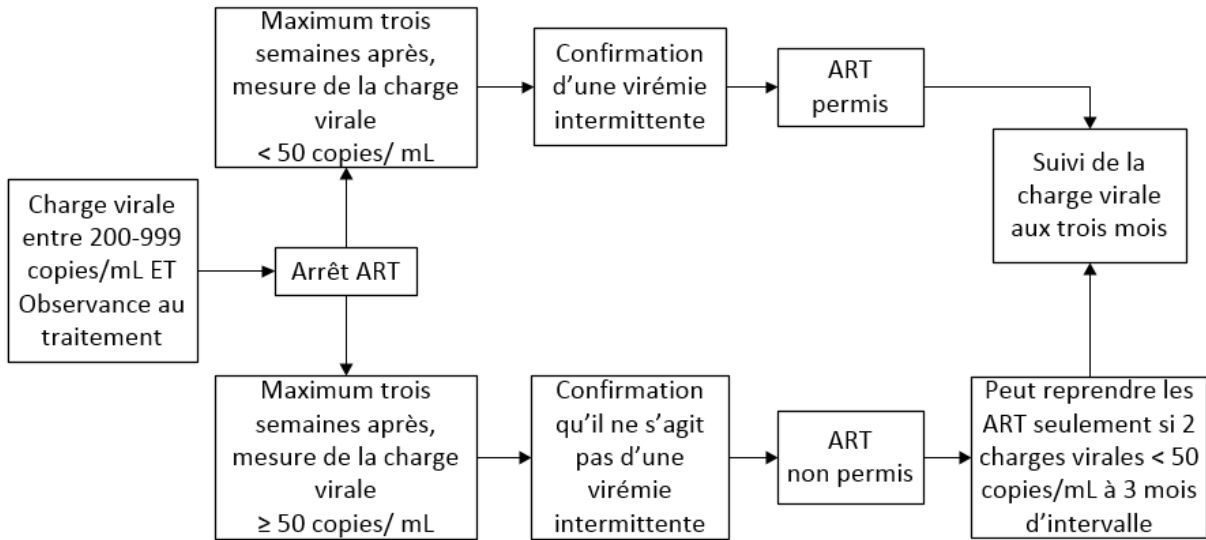 Maximum trois
semaines après,
mesure de la charge
virale
< 50 copies/ mL
Confirmation
d’une virémie
intermittente
ART
permis
Suivi de la
charge virale
aux trois mois
Charge virale
entre 200-999
copies/mL ET
Observance au
traitement
Arrêt ART
Maximum trois
semaines après,
mesure de la charge
virale
≥ 50 copies/ mL
Confirmation
qu’il ne s’agit
pas d’une
virémie
intermittente
ART
non permis
Peut reprendre les
ART seulement si 2
charges virales < 50
copies/mL à 3 mois
d’intervalle